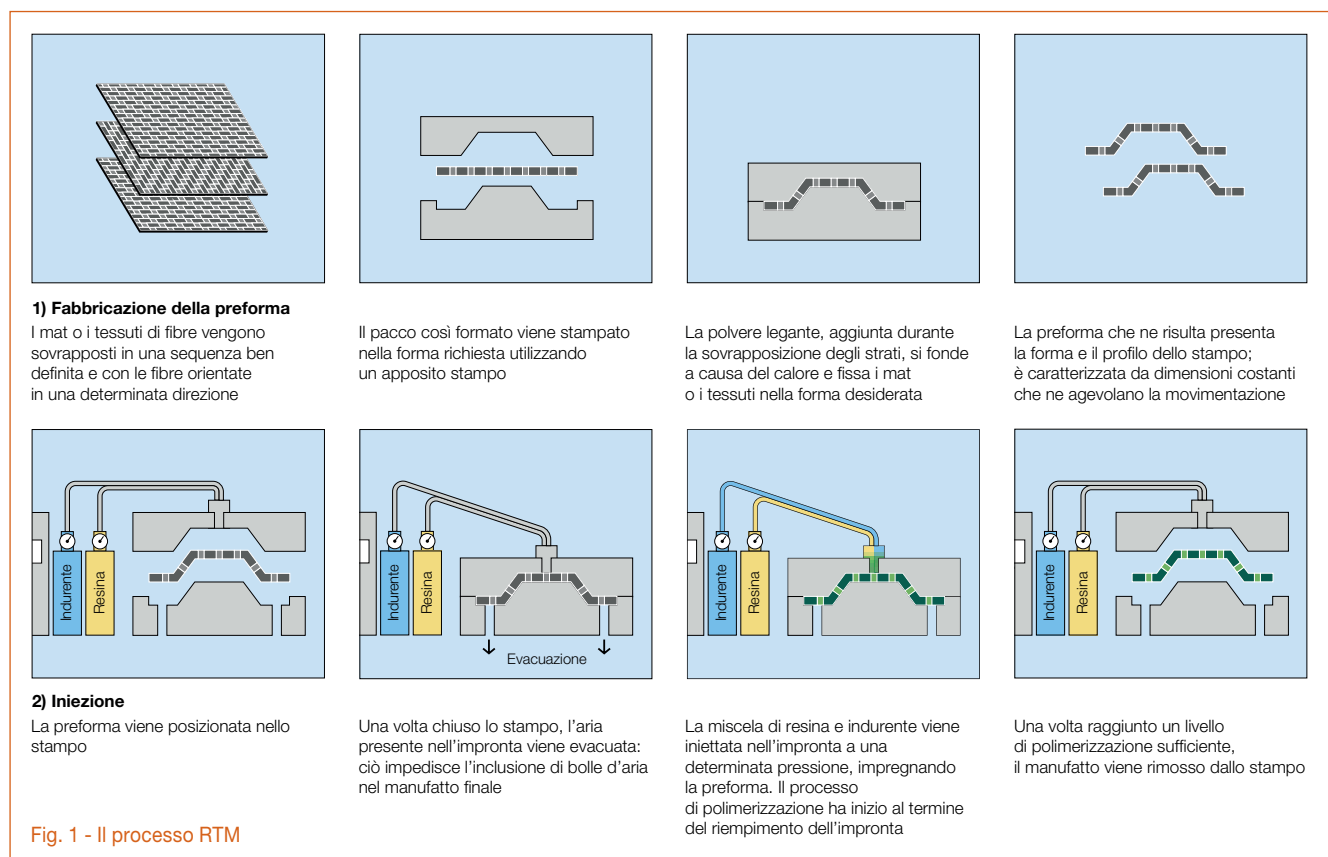 1) Fabbricazione della preforma
I mat o i tessuti di fibre vengono
sovrapposti in una sequenza ben
definita e con le fibre orientate
in una determinata direzione
Il pacco così formato viene stampato
nella forma richiesta utilizzando
un apposito stampo
La polvere legante, aggiunta durante
la sovrapposizione degli strati, si fonde
a causa del calore e fissa i mat
o i tessuti nella forma desiderata
La preforma che ne risulta presenta
la forma e il profilo dello stampo;
è caratterizzata da dimensioni costanti
che ne agevolano la movimentazione
Indurente
Resina
Indurente
Resina
Evacuazione
Indurente
Resina
Indurente
Resina
2) Iniezione
La preforma viene posizionata nello
stampo
Una volta chiuso lo stampo, l'aria
presente nell'impronta viene evacuata:
ciò impedisce l'inclusione di bolle d'aria
nel manufatto finale
La miscela di resina e indurente viene
iniettata nell'impronta a una
determinata pressione, impregnando
la preforma. Il processo
di polimerizzazione ha inizio al termine
del riempimento dell'impronta
Una volta raggiunto un livello
di polimerizzazione sufficiente,
il manufatto viene rimosso dallo stampo
Fig. 1 - Il processo RTM